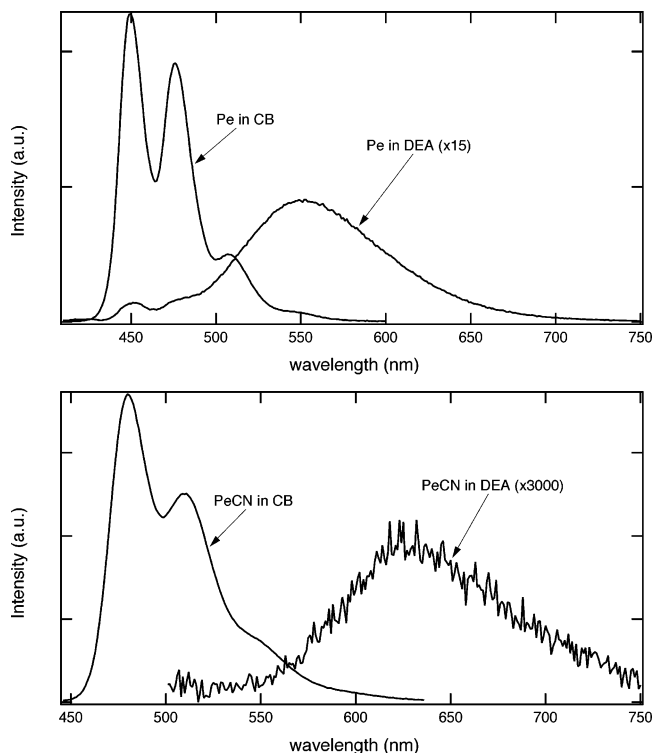 Intensity (a.u.)
Pe in CB
Pe in DEA (x15)
450 500 550 600 650 700 750
wavelength (nm)
Intensity (a.u.)
PeCN in CB
PeCN in DEA (x3000)
450 500 550 600 650 700 750
wavelength (nm)